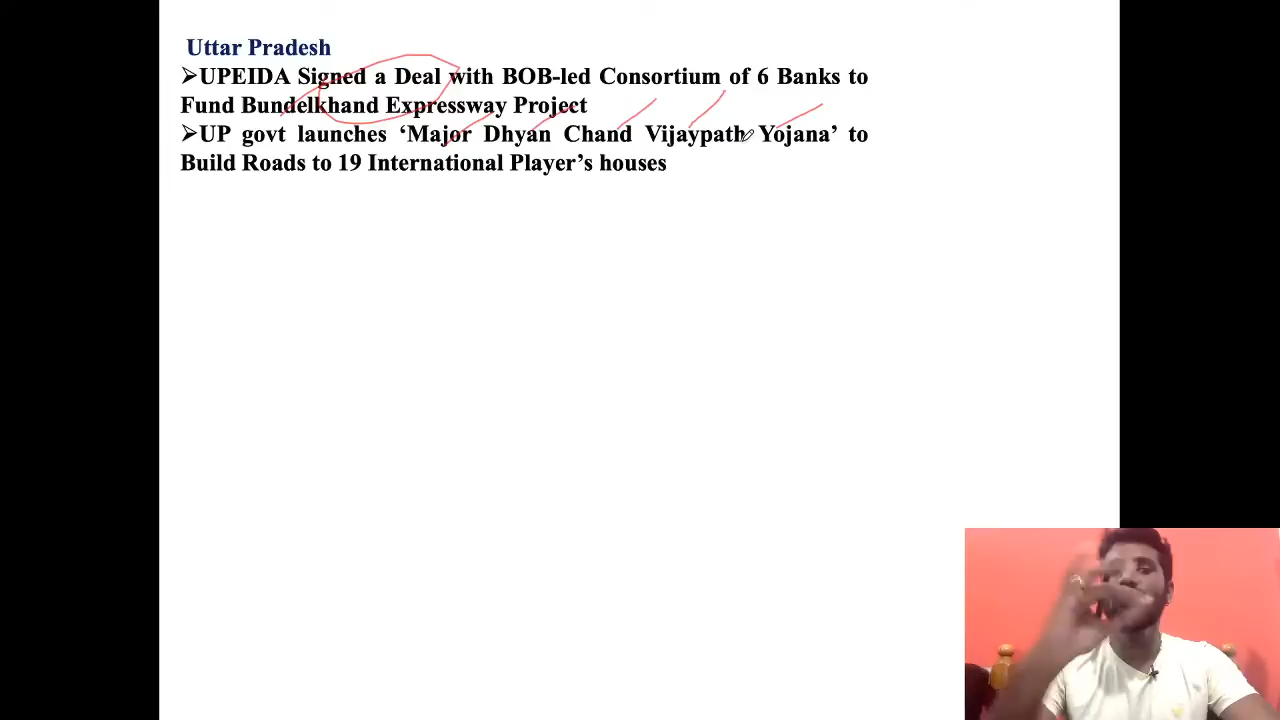 Uttar Pradesh
➢UPEIDA Signed a Deal with BOB-led Consortium of 6 Banks to
Fund Bundelkhand Expressway Project
➢UP govt launches ‘Major Dhyan Chand Vijaypath Yojana’ to
Build Roads to 19 International Player’s houses